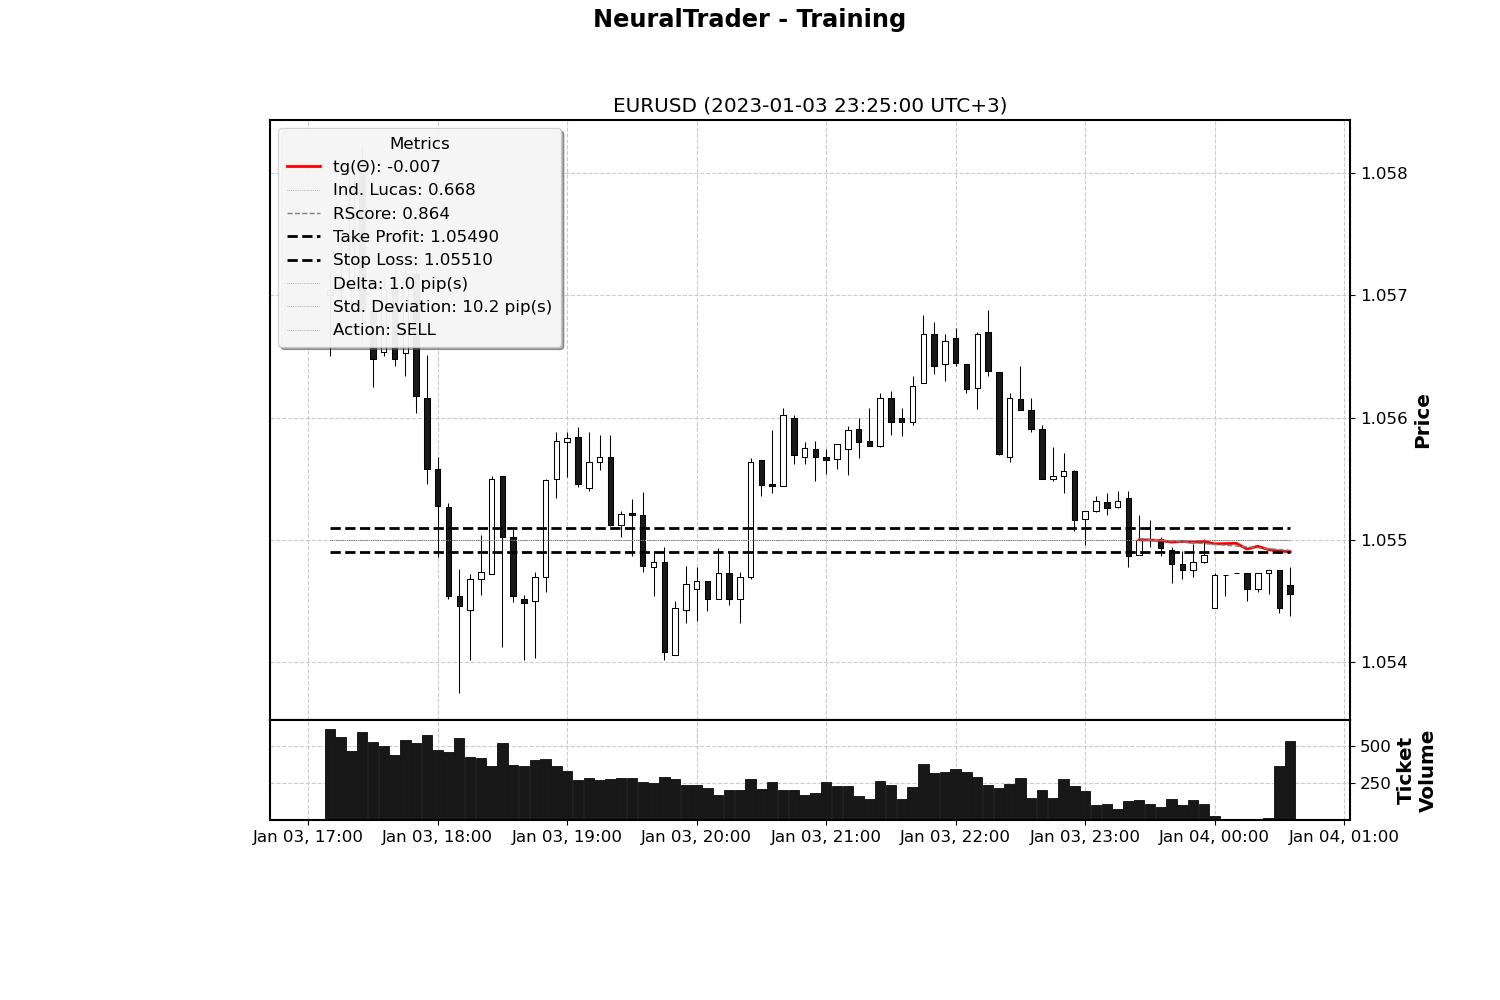 NeuralTrader - Training
EURUSD (2023-01-03 23:25:00 UTC+3)
Metrics
tg(Θ): -0.007
Ind. Lucas: 0.668
RScore: 0.864
Take Profit: 1.05490
Stop Loss: 1.05510
Delta: 1.0 pip(s)
Std. Deviation: 10.2 pip(s)
Action: SELL
1.058
1.057
1.056
1.055
1.054
Price
500
250
Ticket
Volume
Jan 03, 17:00
Jan 03, 18:00
Jan 03, 19:00
Jan 03, 20:00
Jan 03, 21:00
Jan 03, 22:00
Jan 03, 23:00
Jan 04, 00:00
Jan 04, 01:00